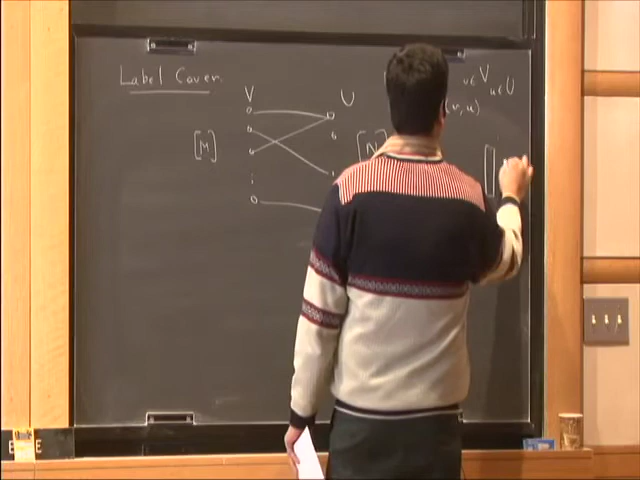 Label Cover.
V U
[M] [N]
v∈V u∈U
(v,u)